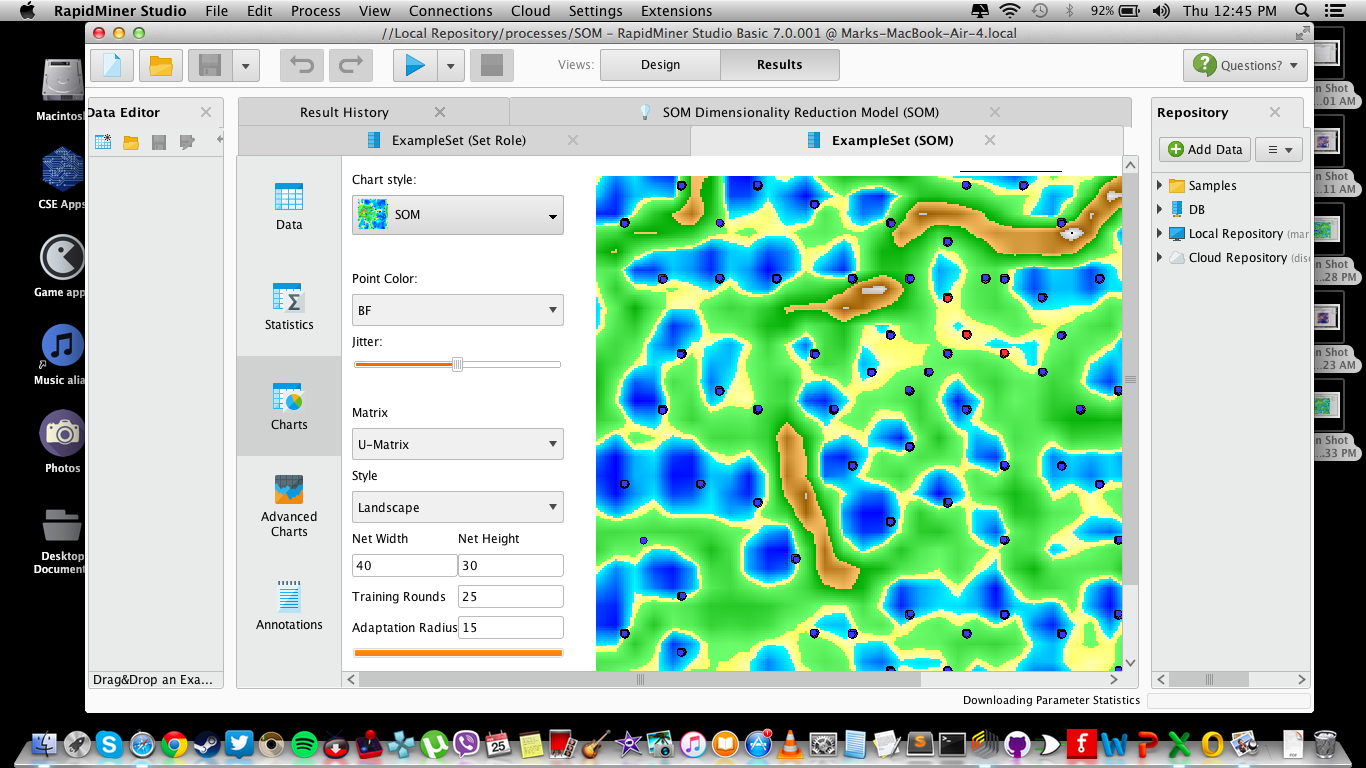 RapidMiner Studio File Edit Process View Connections Cloud Settings Extensions 92% Thu 12:45 PM
//Local Repository/processes/SOM – RapidMiner Studio Basic 7.0.001 @ Marks-MacBook-Air-4.local
Views: Design Results Questions?
Data Editor
Result History
SOM Dimensionality Reduction Model (SOM)
ExampleSet (Set Role)
ExampleSet (SOM)
Repository
Add Data
Samples
DB
Local Repository (mar
Cloud Repository (dis
Data
Statistics
Charts
Advanced
Charts
Annotations
Chart style:
SOM
Point Color:
BF
Jitter:
Matrix
U-Matrix
Style
Landscape
Net Width Net Height
40 30
Training Rounds 25
Adaptation Radius 15
Drag&Drop an Exa...
Downloading Parameter Statistics
Macintosh
CSE Apps
Game app
Music alia
Photos
Desktop
Document
n Shot
...01 AM
n Shot
...11 AM
n Shot
...28 PM
n Shot
...23 AM
n Shot
...33 PM
25